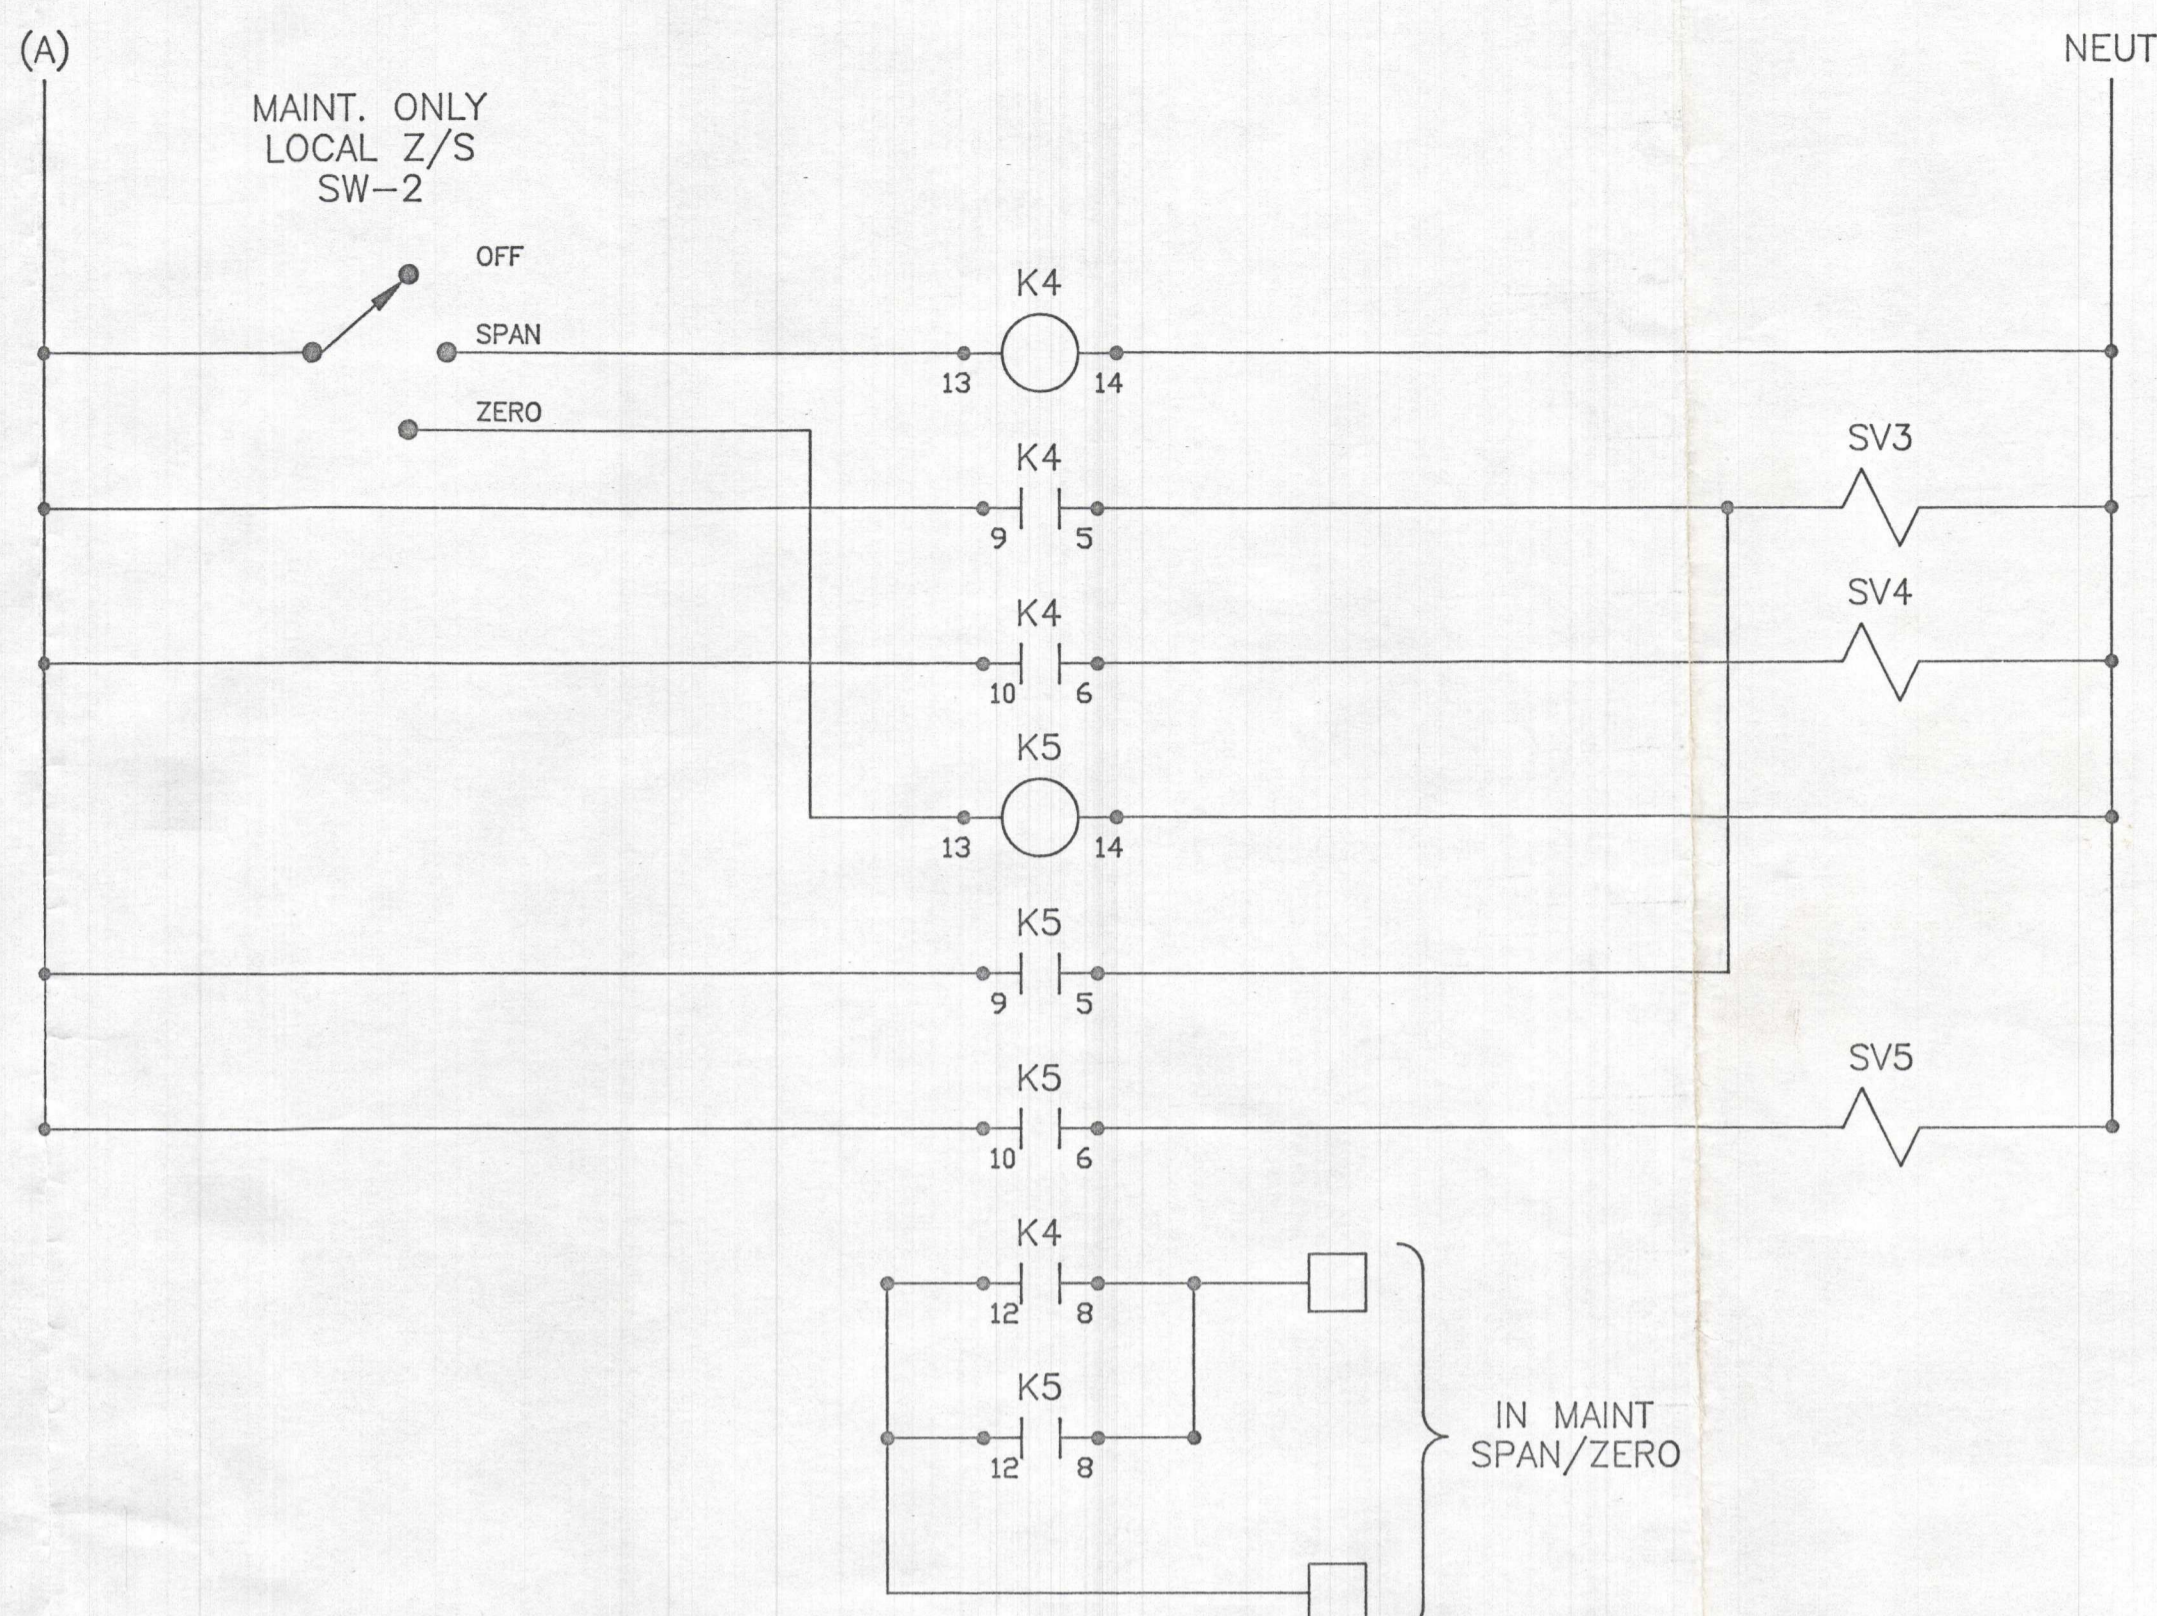 (A)
NEUT
MAINT. ONLY
LOCAL Z/S
SW-2
OFF
SPAN
ZERO
K4
13
14
K4
9
5
SV3
K4
10
6
SV4
K5
13
14
K5
9
5
K5
10
6
SV5
K4
12
8
K5
12
8
IN MAINT
SPAN/ZERO